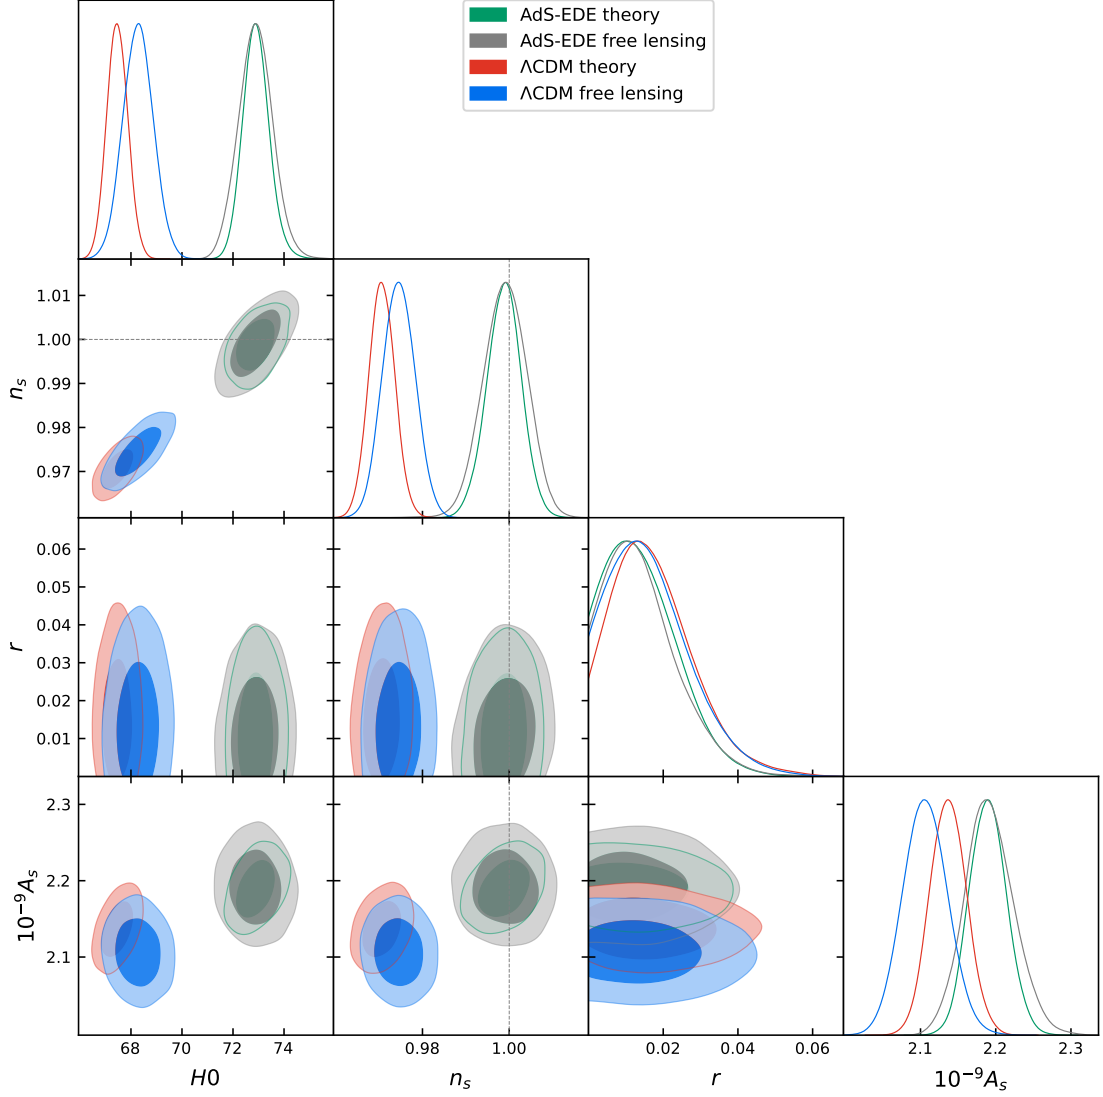 AdS-EDE theory
AdS-EDE free lensing
ΛCDM theory
ΛCDM free lensing
1.01
1.00
0.99
0.98
0.97
n_s
0.06
0.05
0.04
0.03
0.02
0.01
r
2.3
2.2
2.1
10^{-9}A_s
68 70 72 74
0.98 1.00
0.02 0.04 0.06
2.1 2.2 2.3
H0
n_s
r
10^{-9}A_s